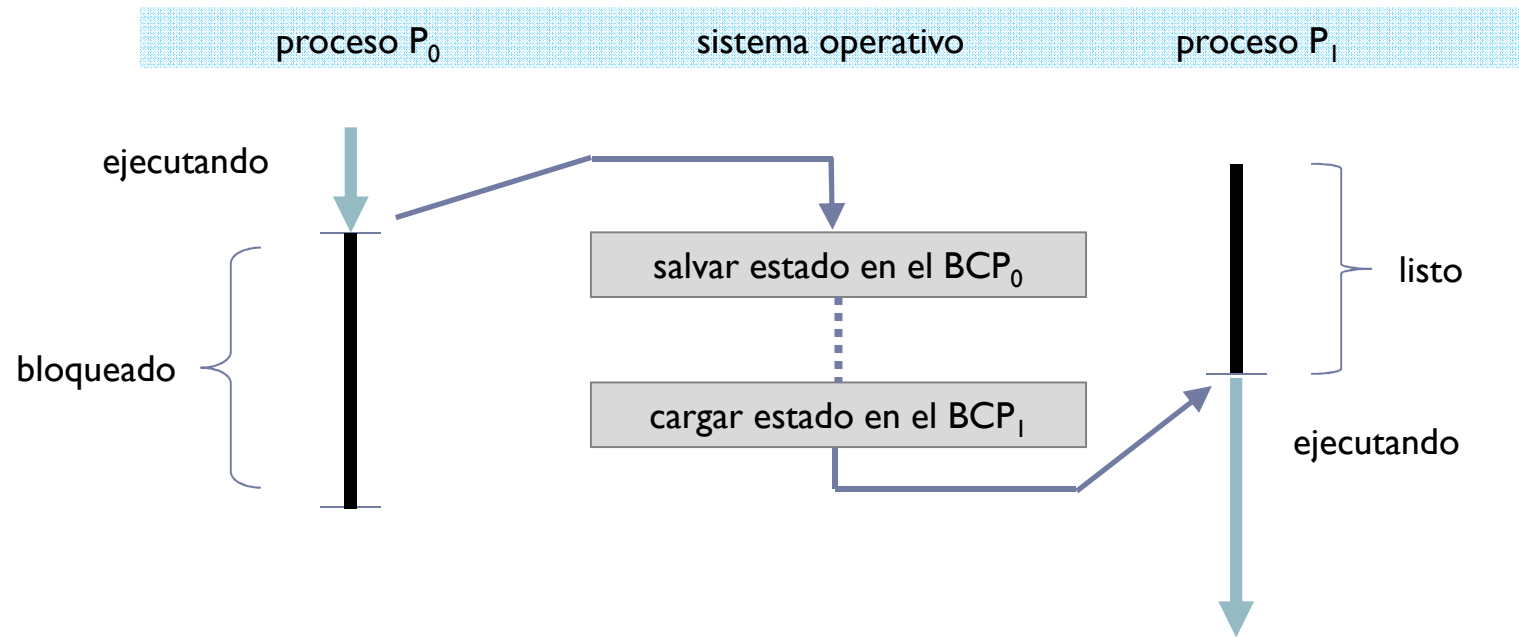 proceso P₀
sistema operativo
proceso P₁
ejecutando
salvar estado en el BCP₀
listo
bloqueado
cargar estado en el BCP₁
ejecutando